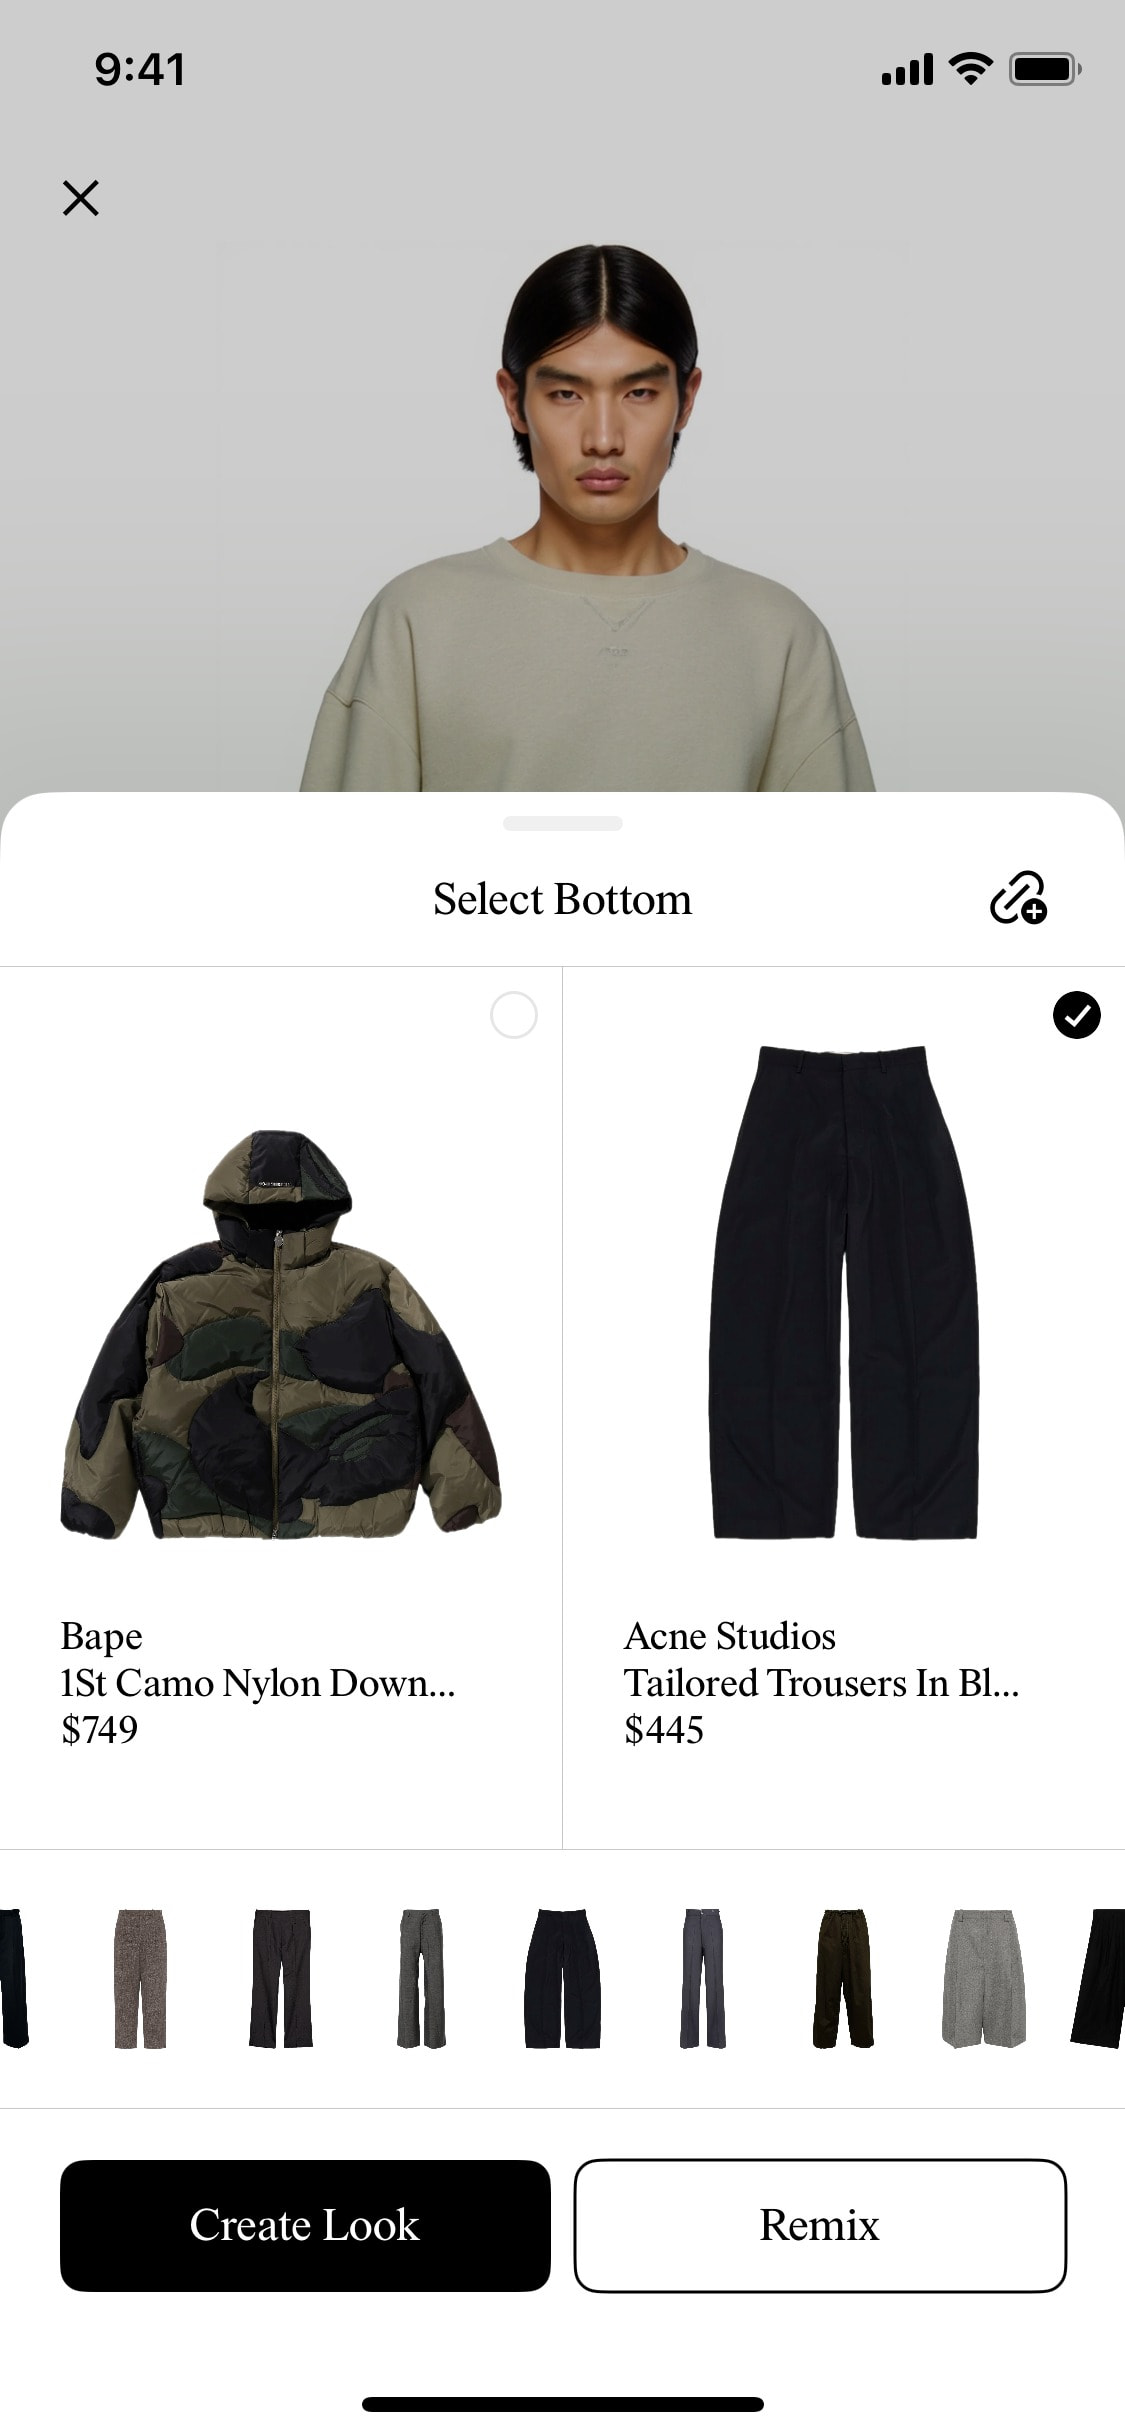 9:41
Select Bottom
Bape
1St Camo Nylon Down...
$749
Acne Studios
Tailored Trousers In Bl...
$445
Create Look
Remix